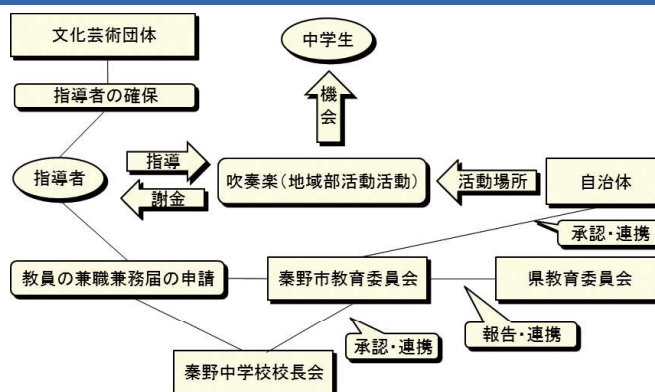 文化芸術団体
中学生
指導者の確保
機会
指導者
指導
謝金
吹奏楽(地域部活動活動)
活動場所
自治体
承認・連携
教員の兼職兼務届の申請
秦野市教育委員会
県教育委員会
承認・連携
報告・連携
秦野中学校校長会